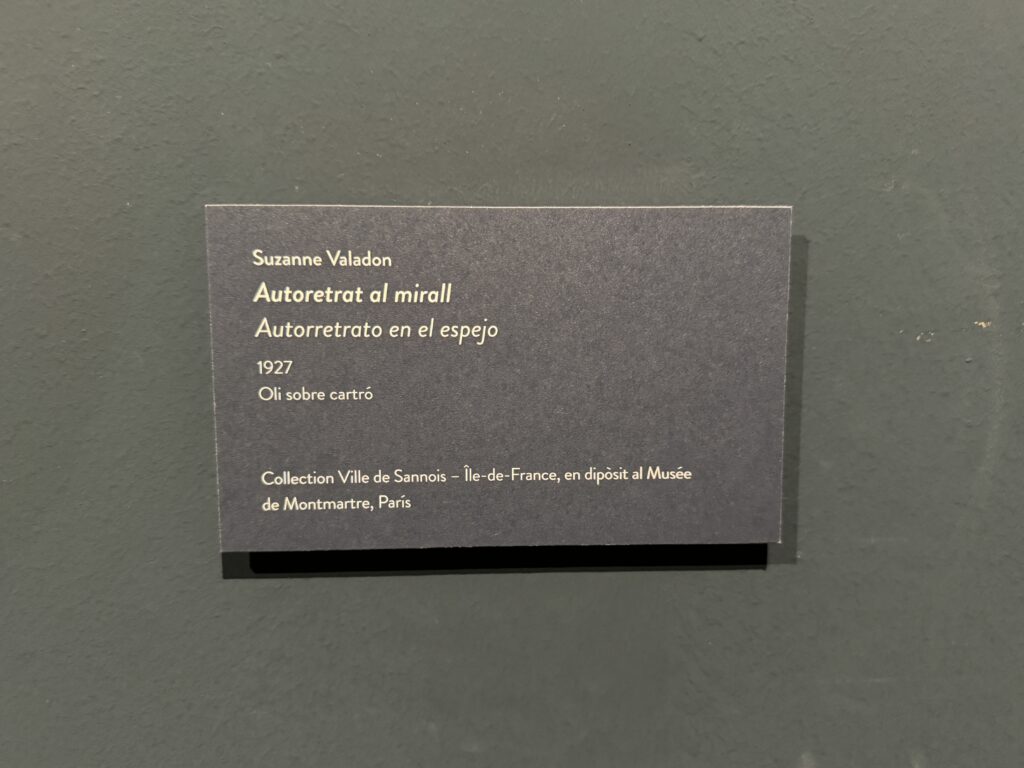 Suzanne Valadon
Autoretrat al mirall
Autorretrato en el espejo
1927
Oli sobre cartró
Collection Ville de Sannois – Île-de-France, en dipòsit al Musée
de Montmartre, París